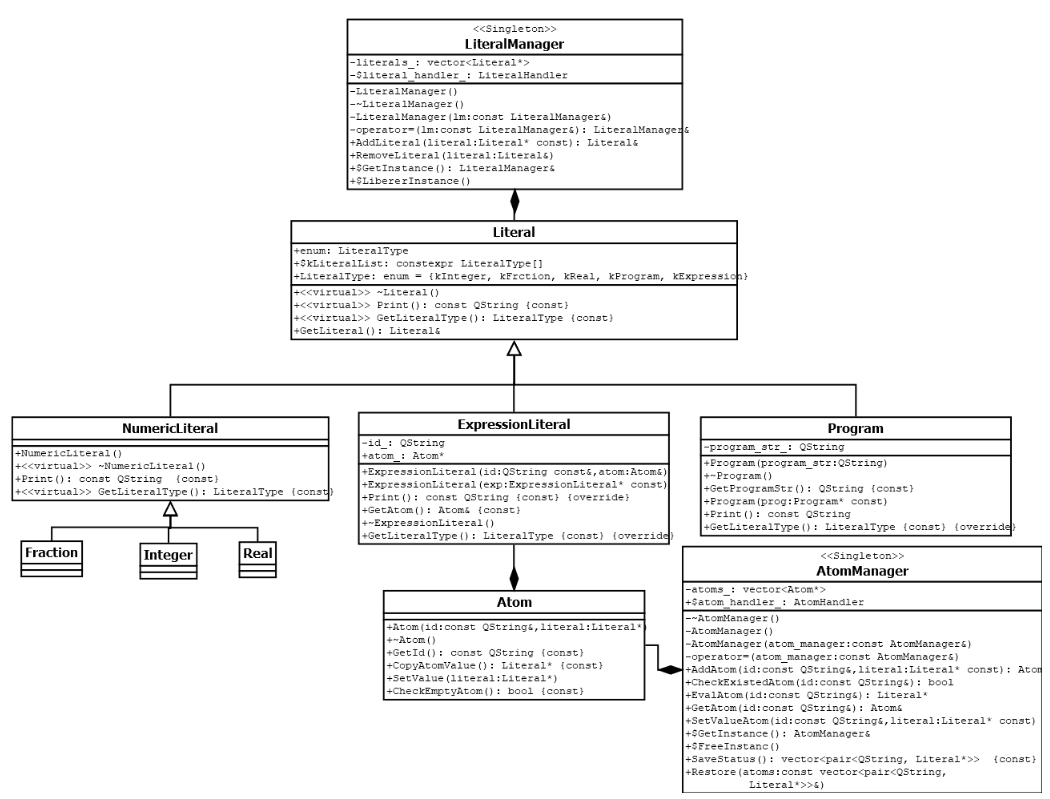 <<Singleton>>
LiteralManager
-literals_: vector<Literal*>
-$literal_handler_: LiteralHandler
-LiteralManager()
-~LiteralManager()
-LiteralManager(lm:const LiteralManager&)
-operator=(lm:const LiteralManager&): LiteralManager&
+AddLiteral(literal:Literal* const): Literal&
+RemoveLiteral(literal:Literal&)
+$GetInstance(): LiteralManager&
+$LibererInstance()
Literal
+enum: LiteralType
+$kLiteralList: constexpr LiteralType[]
+LiteralType: enum = {kInteger, kFrction, kReal, kProgram, kExpression}
+<<virtual>> ~Literal()
+<<virtual>> Print(): const QString {const}
+<<virtual>> GetLiteralType(): LiteralType {const}
+GetLiteral(): Literal&
NumericLiteral
+NumericLiteral()
+<<virtual>> ~NumericLiteral()
+Print(): const QString {const}
+<<virtual>> GetLiteralType(): LiteralType {const}
Fraction
Integer
Real
ExpressionLiteral
-id_: QString
+atom_: Atom*
+ExpressionLiteral(id:QString const&,atom:Atom&)
+ExpressionLiteral(exp:ExpressionLiteral* const)
+Print(): const QString {const} {override}
+GetAtom(): Atom& {const}
+~ExpressionLiteral()
+GetLiteralType(): LiteralType {const} {override}
Program
-program_str_: QString
+Program(program_str:QString)
+~Program()
+GetProgramStr(): QString {const}
+Program(prog:Program* const)
+Print(): const QString
+GetLiteralType(): LiteralType {const} {override}
Atom
+Atom(id:const QString&,literal:Literal*)
+~Atom()
+GetId(): const QString {const}
+CopyAtomValue(): Literal* {const}
+SetValue(literal:Literal*)
+CheckEmptyAtom(): bool {const}
<<Singleton>>
AtomManager
-atoms_: vector<Atom*>
+$atom_handler_: AtomHandler
-~AtomManager()
-AtomManager()
-AtomManager(atom_manager:const AtomManager&)
-operator=(atom_manager:const AtomManager&)
+AddAtom(id:const QString&,literal:Literal* const): Atom
+CheckExistedAtom(id:const QString&): bool
+EvalAtom(id:const QString&): Literal*
+GetAtom(id:const QString&): Atom&
+SetValueAtom(id:const QString&,literal:Literal* const)
+$GetInstance(): AtomManager&
+$FreeInstanc()
+SaveStatus(): vector<pair<QString, Literal*>> {const}
+Restore(atoms:const vector<pair<QString,
Literal*>>&)